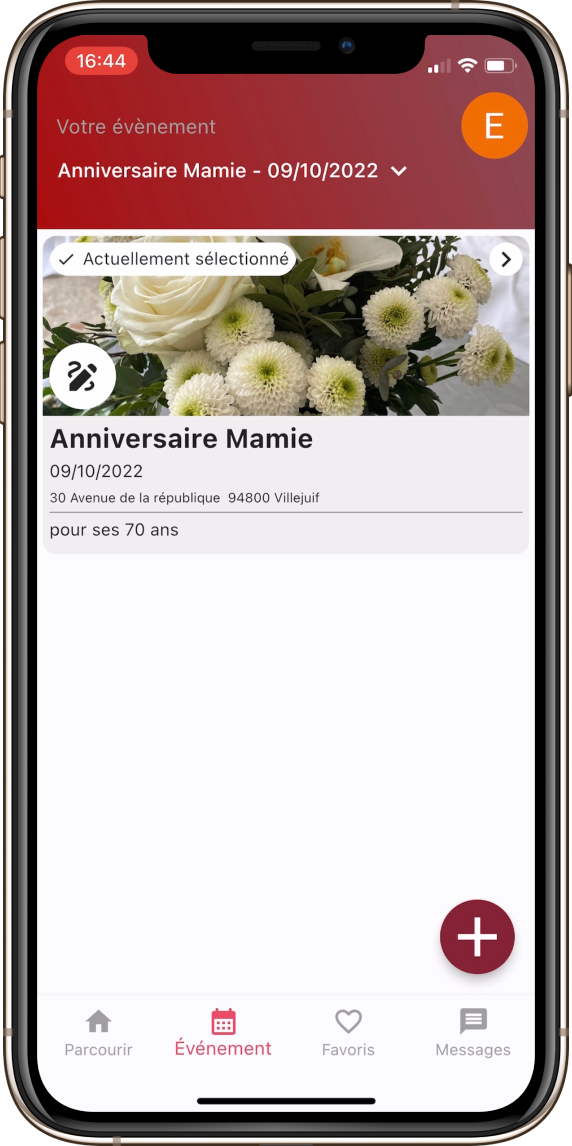 16:44
Votre évènement
E
Anniversaire Mamie - 09/10/2022
Actuellement sélectionné
Anniversaire Mamie
09/10/2022
30 Avenue de la république  94800 Villejuif
pour ses 70 ans
Parcourir
Événement
Favoris
Messages